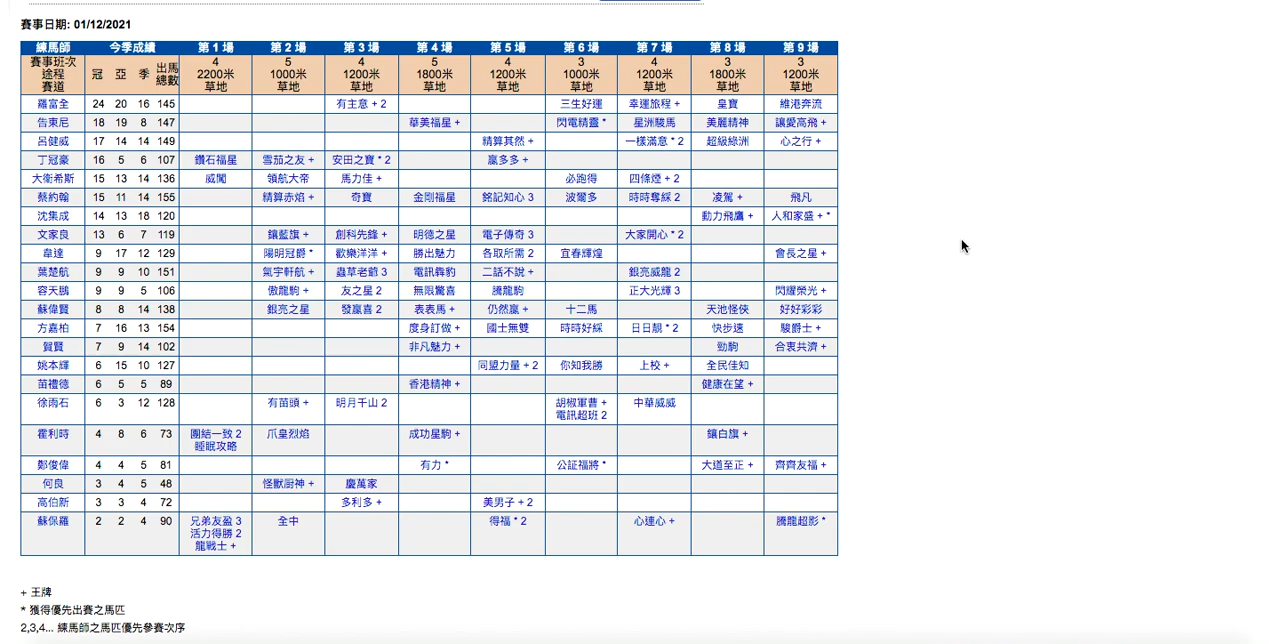 賽事日期: 01/12/2021
練馬師 今季成績 第 1 場 第 2 場 第 3 場 第 4 場 第 5 場 第 6 場 第 7 場 第 8 場 第 9 場
賽事班次 途程 賽道 冠 亞 季 出馬總數 4 2200米 草地 5 1000米 草地 4 1200米 草地 5 1800米 草地 4 1200米 草地 3 1000米 草地 4 1200米 草地 3 1800米 草地 3 1200米 草地
羅富全 24 20 16 145 有主意 + 2 三生好運 幸運旅程 + 皇寶 維港奔流
告東尼 18 19 8 147 華美福星 + 閃電精靈 * 星洲駿馬 美麗精神 讓愛高飛 +
呂健威 17 14 14 149 精算其然 + 一樣滿意 * 2 超級綠洲 心之行 +
丁冠豪 16 5 6 107 鑽石福星 雪茄之友 + 安田之寶 * 2 贏多多 +
大衛希斯 15 13 14 136 威闖 領航大帝 馬力佳 + 必跑得 四條煙 + 2
蔡約翰 15 11 14 155 精算赤焰 + 奇寶 金剛福星 銘記知心 3 波爾多 時時奪綵 2 凌駕 + 飛凡
沈集成 14 13 18 120 動力飛鷹 + 人和家盛 + *
文家良 13 6 7 119 鑲藍旗 + 創科先鋒 + 明德之星 電子傳奇 3 大家開心 * 2
韋達 9 17 12 129 陽明冠爵 * 歡樂洋洋 + 勝出魅力 各取所需 2 宜春輝煌 會長之星 +
葉楚航 9 9 10 151 氣宇軒航 + 蟲草老爺 3 電訊犇豹 二話不說 + 銀亮威龍 2
容天鵬 9 9 5 106 傲龍駒 + 友之星 2 無限驚喜 騰龍駒 正大光輝 3 閃耀榮光 +
蘇偉賢 8 8 14 138 銀亮之星 發贏喜 2 表表馬 + 仍然贏 + 十二馬 天池怪俠 好好彩彩
方嘉柏 7 16 13 154 度身訂做 + 國士無雙 時時好綵 日日靚 * 2 快步速 駿爵士 +
賀賢 7 9 14 102 非凡魅力 + 勁駒 合衷共濟 +
姚本輝 6 15 10 127 同盟力量 + 2 你知我勝 上校 + 全民佳知
苗禮德 6 5 5 89 香港精神 + 健康在望 +
徐雨石 6 3 12 128 有苗頭 + 明月千山 2 胡椒軍曹 + 電訊超班 2 中華威威
霍利時 4 8 6 73 團結一致 2 睡眠攻略 爪皇烈焰 成功星駒 + 鑲白旗 +
鄭俊偉 4 4 5 81 有力 * 公証福將 * 大道至正 + 齊齊友福 +
何良 3 4 5 48 怪獸厨神 + 慶萬家
高伯新 3 3 4 72 多利多 + 美男子 + 2
蘇保羅 2 2 4 90 兄弟友盈 3 活力得勝 2 龍戰士 + 全中 得福 * 2 心連心 + 騰龍超影 *
+ 王牌
* 獲得優先出賽之馬匹
2,3,4... 練馬師之馬匹優先參賽次序